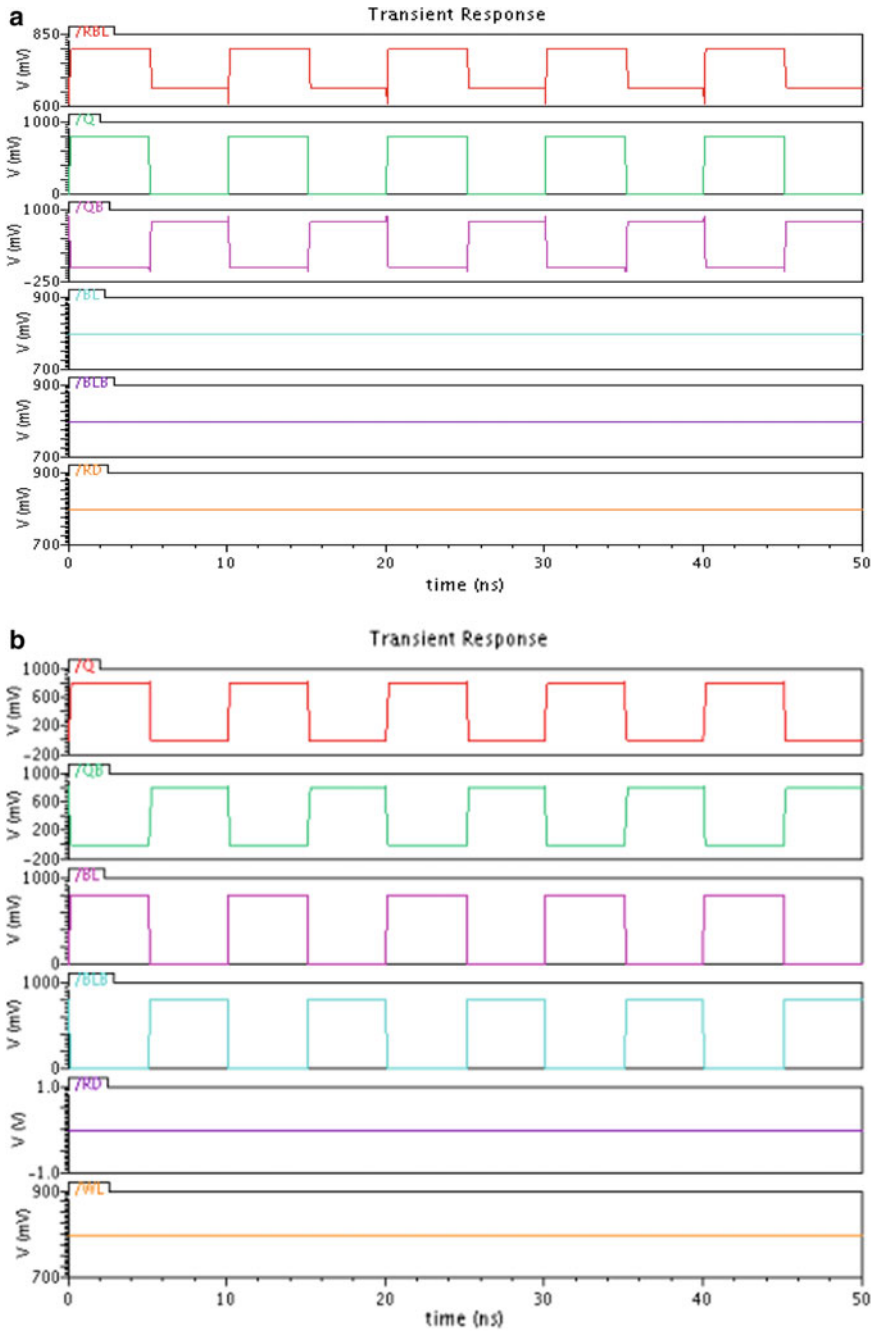 a
Transient Response
/RBL
850
V (mV)
600
/Q
1000
V (mV)
0
/QB
1000
V (mV)
-250
/BL
900
V (mV)
700
/BLB
900
V (mV)
700
/RD
900
V (mV)
700
0 10 20 30 40 50
time (ns)
b
Transient Response
/Q
1000
600
V (mV)
200
-200
/QB
1000
600
V (mV)
200
-200
/BL
1000
V (mV)
0
/BLB
1000
V (mV)
0
/RD
1.0
V (V)
-1.0
/WL
900
V (mV)
700
0 10 20 30 40 50
time (ns)